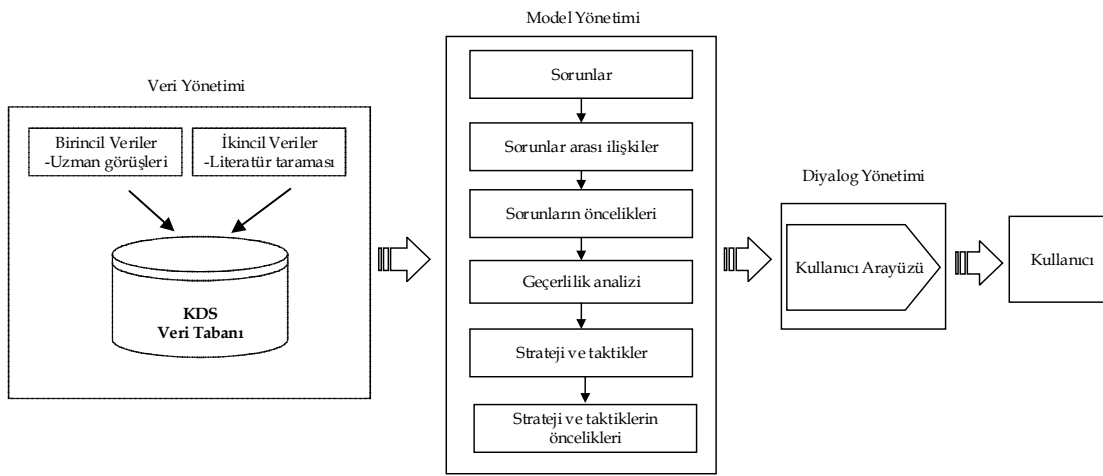 Veri Yönetimi
Birincil Veriler
-Uzman görüşleri
İkincil Veriler
-Literatür taraması
KDS
Veri Tabanı
Model Yönetimi
Sorunlar
Sorunlar arası ilişkiler
Sorunların öncelikleri
Geçerlilik analizi
Strateji ve taktikler
Strateji ve taktiklerin
öncelikleri
Diyalog Yönetimi
Kullanıcı Arayüzü
Kullanıcı